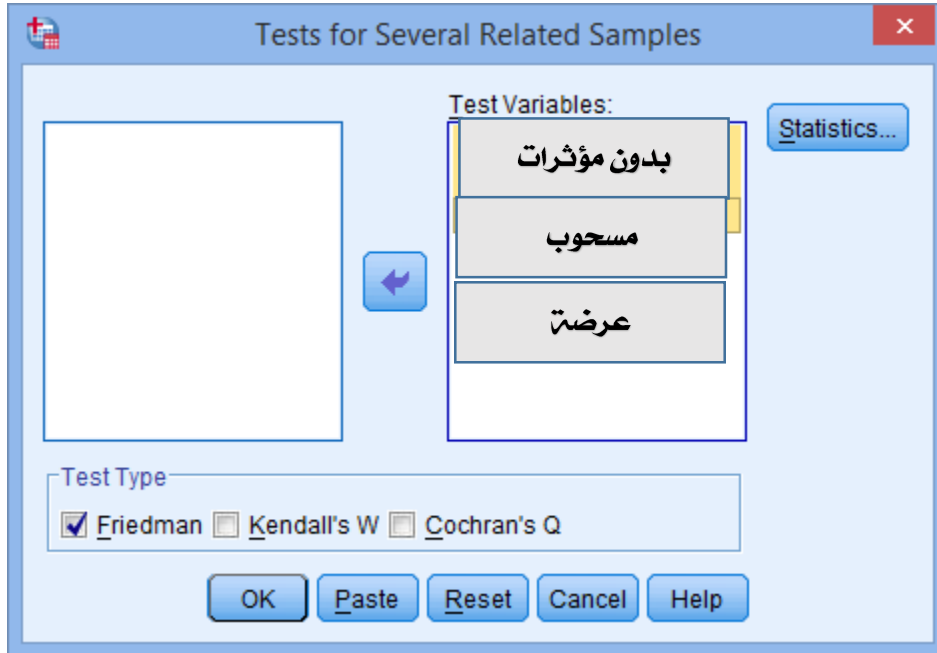 Tests for Several Related Samples
Test Variables:
Statistics...
بدون مؤثرات
مسحوب
عرضة
Test Type
Friedman Kendall's W Cochran's Q
OK Paste Reset Cancel Help